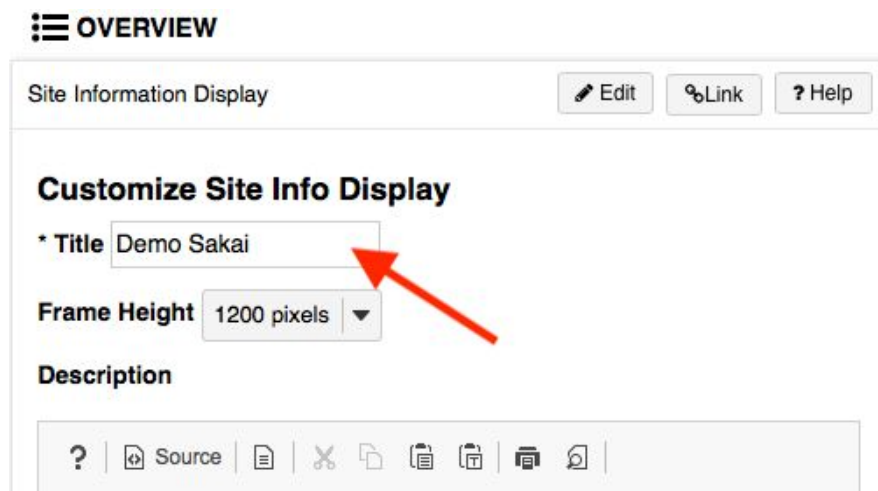 OVERVIEW
Site Information Display Edit Link ? Help
Customize Site Info Display
* Title Demo Sakai
Frame Height 1200 pixels
Description
? Source